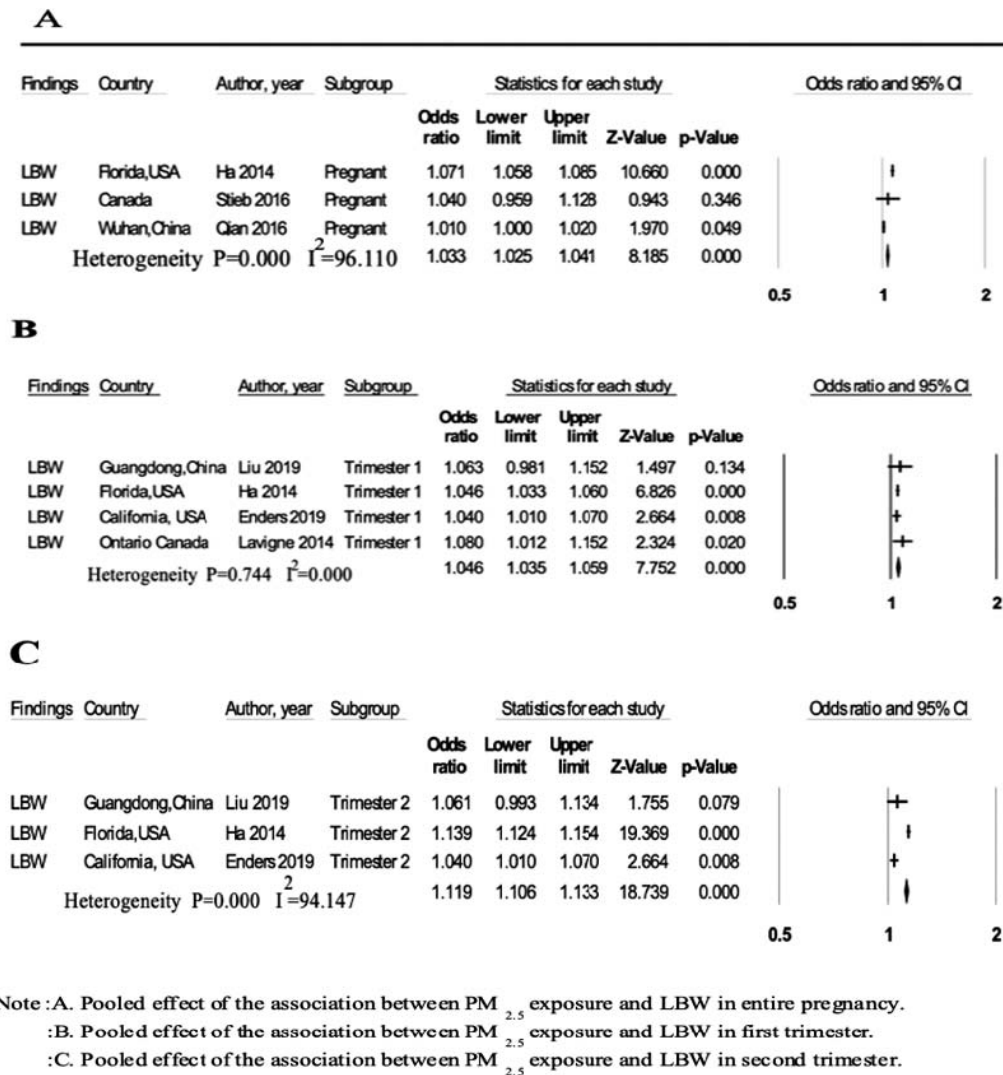 A
Findings Country Author, year Subgroup Statistics for each study Odds ratio and 95% CI
Odds Lower Upper
ratio limit limit Z-Value p-Value
LBW Florida,USA Ha 2014 Pregnant 1.071 1.058 1.085 10.660 0.000
LBW Canada Stieb 2016 Pregnant 1.040 0.959 1.128 0.943 0.346
LBW Wuhan,China Qian 2016 Pregnant 1.010 1.000 1.020 1.970 0.049
Heterogeneity P=0.000 I²=96.110 1.033 1.025 1.041 8.185 0.000
0.5 1 2
B
Findings Country Author, year Subgroup Statistics for each study Odds ratio and 95% CI
Odds Lower Upper
ratio limit limit Z-Value p-Value
LBW Guangdong,China Liu 2019 Trimester 1 1.063 0.981 1.152 1.497 0.134
LBW Florida,USA Ha 2014 Trimester 1 1.046 1.033 1.060 6.826 0.000
LBW California, USA Enders 2019 Trimester 1 1.040 1.010 1.070 2.664 0.008
LBW Ontario Canada Lavigne 2014 Trimester 1 1.080 1.012 1.152 2.324 0.020
Heterogeneity P=0.744 I²=0.000 1.046 1.035 1.059 7.752 0.000
0.5 1 2
C
Findings Country Author, year Subgroup Statistics for each study Odds ratio and 95% CI
Odds Lower Upper
ratio limit limit Z-Value p-Value
LBW Guangdong,China Liu 2019 Trimester 2 1.061 0.993 1.134 1.755 0.079
LBW Florida,USA Ha 2014 Trimester 2 1.139 1.124 1.154 19.369 0.000
LBW California, USA Enders 2019 Trimester 2 1.040 1.010 1.070 2.664 0.008
Heterogeneity P=0.000 I²=94.147 1.119 1.106 1.133 18.739 0.000
0.5 1 2
Note :A. Pooled effect of the association between PM 2.5 exposure and LBW in entire pregnancy.
:B. Pooled effect of the association between PM 2.5 exposure and LBW in first trimester.
:C. Pooled effect of the association between PM 2.5 exposure and LBW in second trimester.